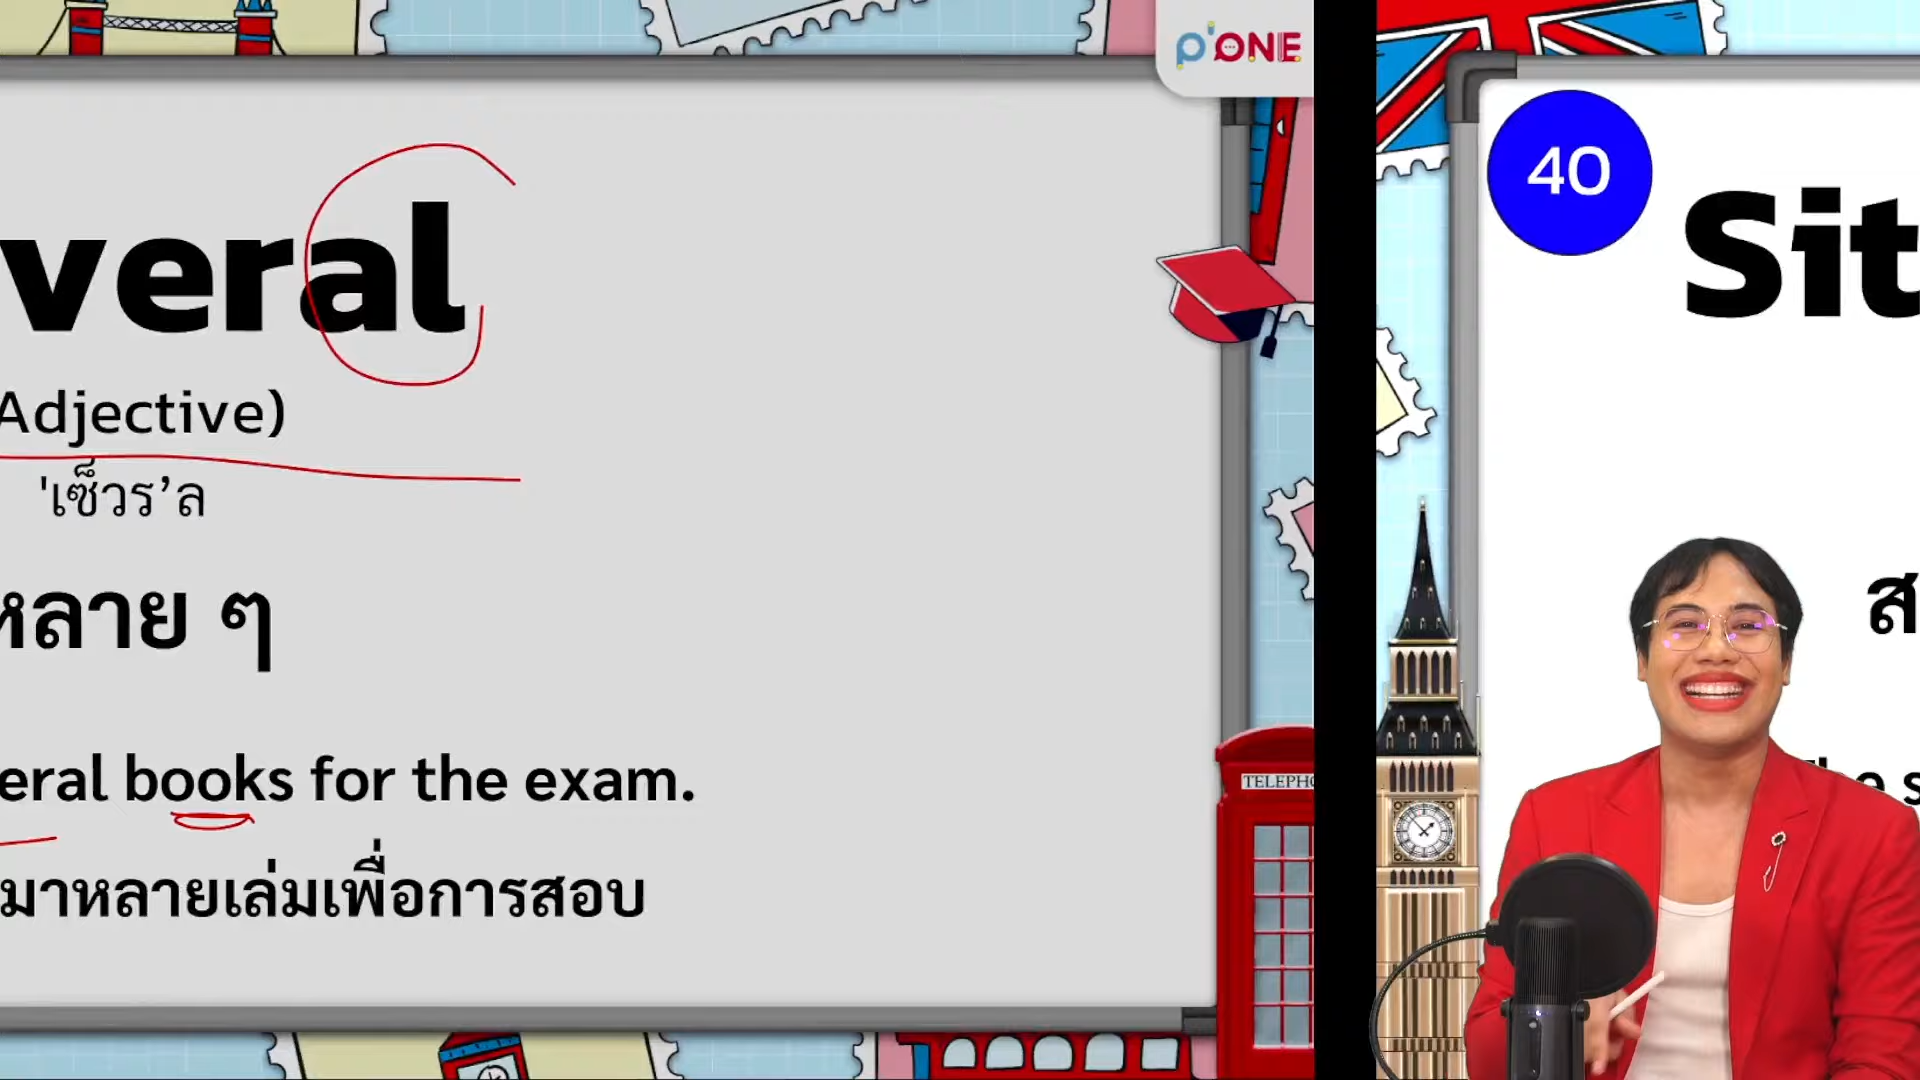 P'ONE
veral
Adjective)
'เซ็วร’ล
หลาย ๆ
eral books for the exam.
มาหลายเล่มเพื่อการสอบ
TELEPHO
40
Sit
ส
he s